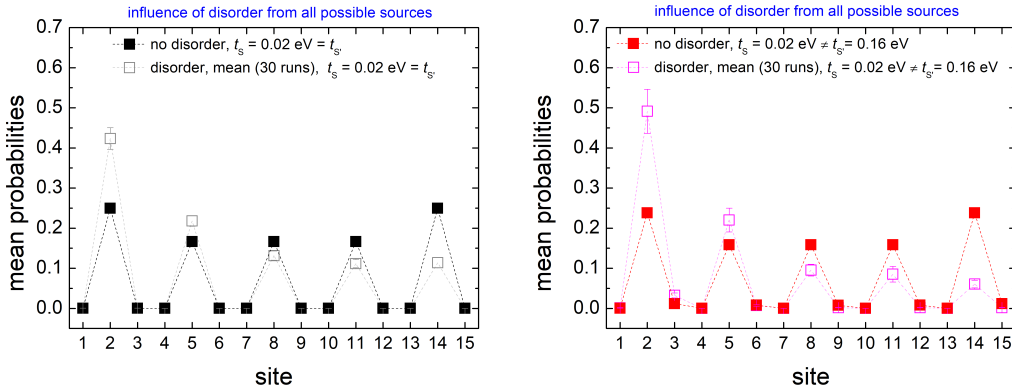 influence of disorder from all possible sources
0.7
0.6
0.5
0.4
0.3
0.2
0.1
0.0
mean probabilities
no disorder, tS = 0.02 eV = tS'
disorder, mean (30 runs), tS = 0.02 eV = tS'
1 2 3 4 5 6 7 8 9 10 11 12 13 14 15
site
influence of disorder from all possible sources
0.7
0.6
0.5
0.4
0.3
0.2
0.1
0.0
mean probabilities
no disorder, tS = 0.02 eV ≠ tS'= 0.16 eV
disorder, mean (30 runs), tS = 0.02 eV ≠ tS'= 0.16 eV
1 2 3 4 5 6 7 8 9 10 11 12 13 14 15
site